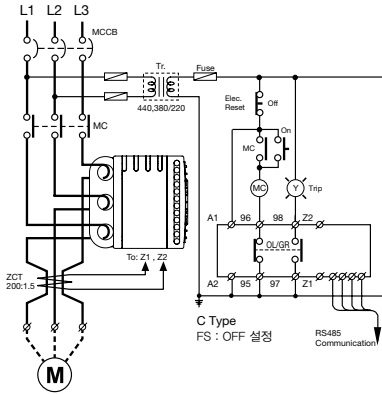 L1 L2 L3
MCCB
Tr.
Fuse
440,380/220
Elec.
Reset
Off
On
MC
MC
MC
Y
Trip
A1 96 98 Z2
OL/GR
A2 95 97 Z1
To: Z1 , Z2
ZCT
200:1.5
C Type
FS : OFF 설정
RS485
Communication
M